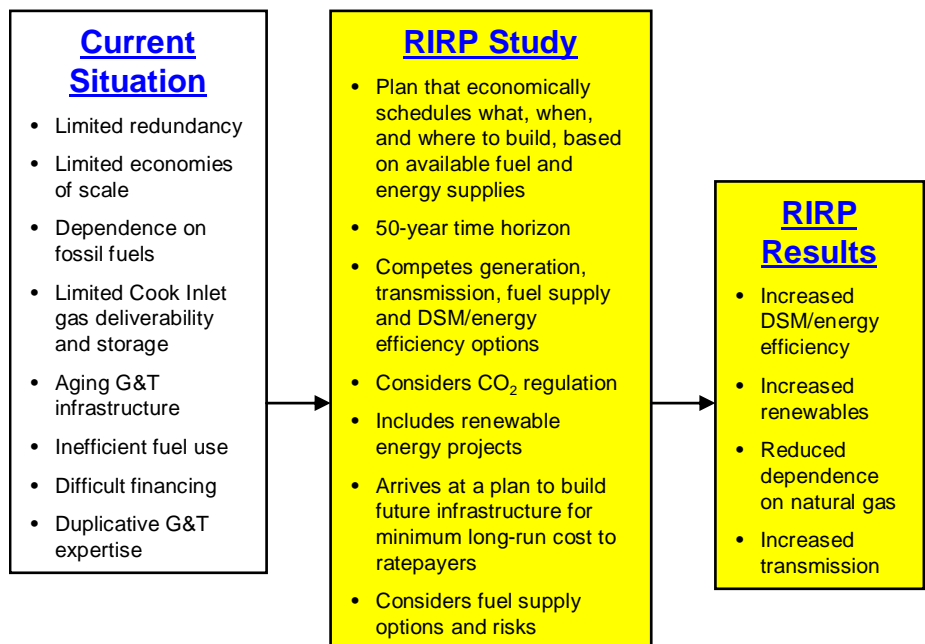 Current
Situation
• Limited redundancy
• Limited economies
of scale
• Dependence on
fossil fuels
• Limited Cook Inlet
gas deliverability
and storage
• Aging G&T
infrastructure
• Inefficient fuel use
• Difficult financing
• Duplicative G&T
expertise
RIRP Study
• Plan that economically
schedules what, when,
and where to build, based
on available fuel and
energy supplies
• 50-year time horizon
• Competes generation,
transmission, fuel supply
and DSM/energy
efficiency options
• Considers CO₂ regulation
• Includes renewable
energy projects
• Arrives at a plan to build
future infrastructure for
minimum long-run cost to
ratepayers
• Considers fuel supply
options and risks
RIRP
Results
• Increased
DSM/energy
efficiency
• Increased
renewables
• Reduced
dependence
on natural gas
• Increased
transmission